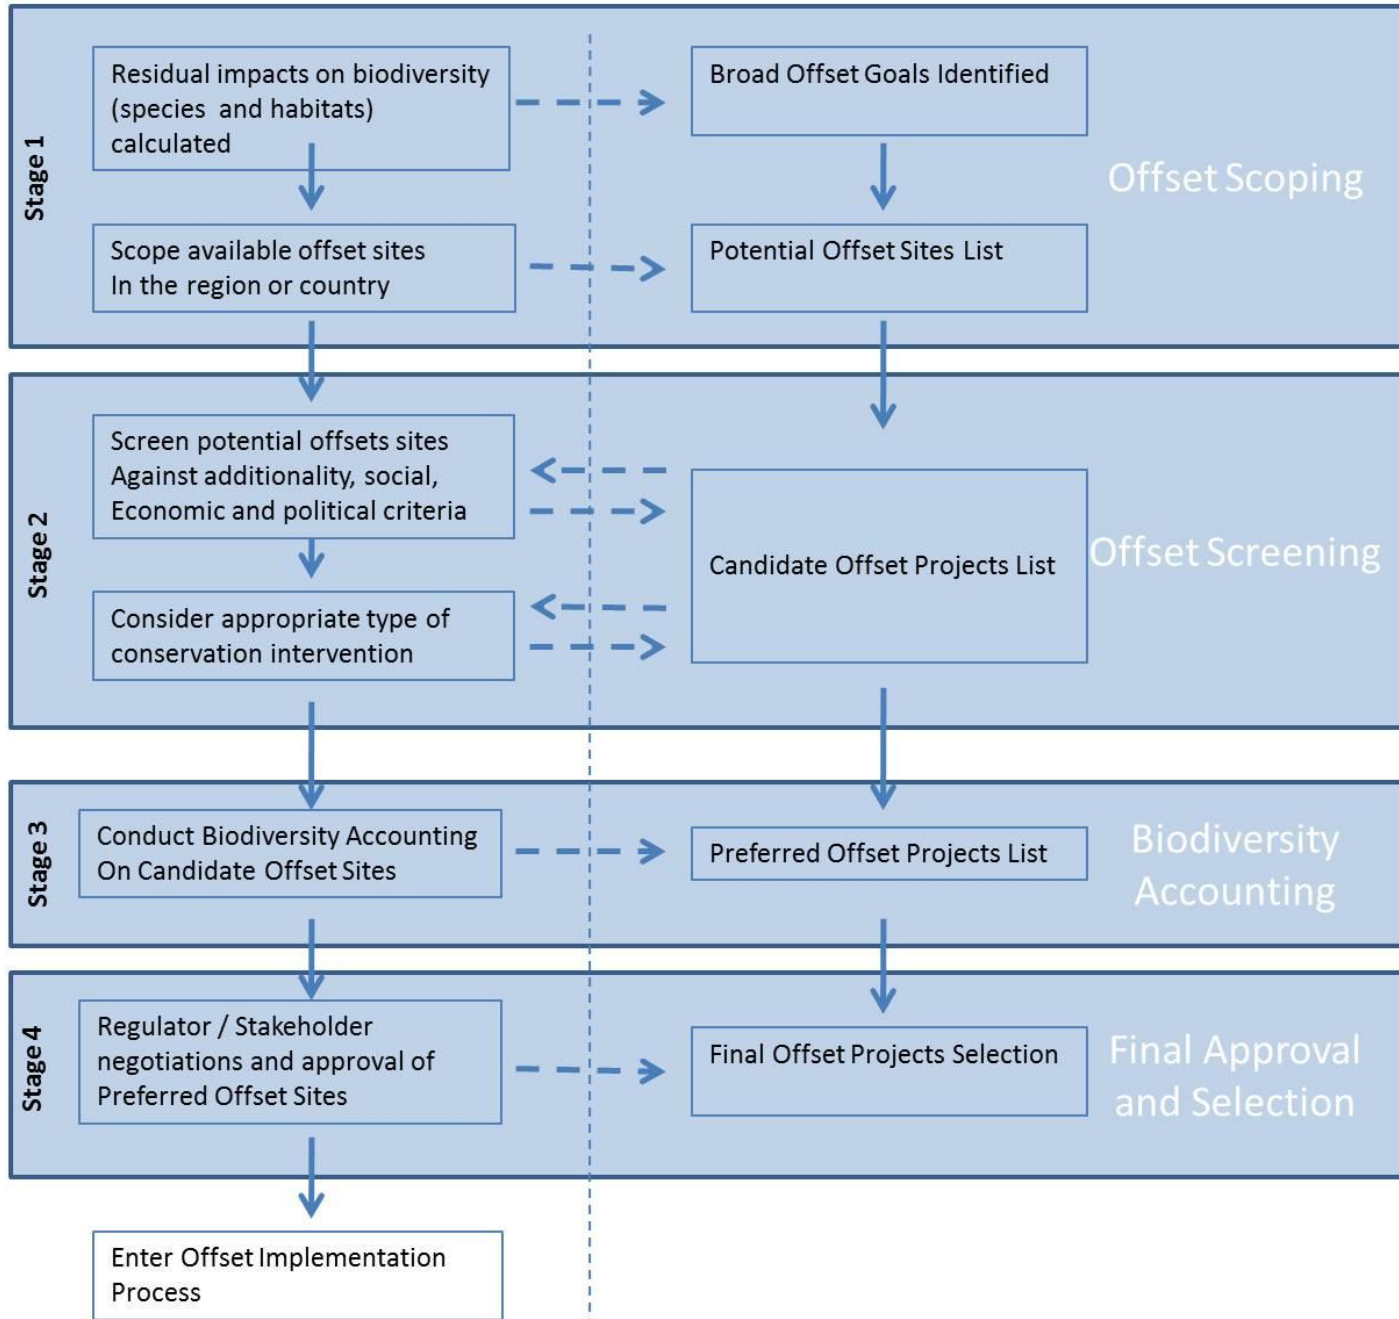 Stage 1
Residual impacts on biodiversity
(species and habitats)
calculated
Broad Offset Goals Identified
Offset Scoping
Scope available offset sites
In the region or country
Potential Offset Sites List
Stage 2
Screen potential offsets sites
Against additionality, social,
Economic and political criteria
Candidate Offset Projects List
Offset Screening
Consider appropriate type of
conservation intervention
Stage 3
Conduct Biodiversity Accounting
On Candidate Offset Sites
Preferred Offset Projects List
Biodiversity
Accounting
Stage 4
Regulator / Stakeholder
negotiations and approval of
Preferred Offset Sites
Final Offset Projects Selection
Final Approval
and Selection
Enter Offset Implementation
Process